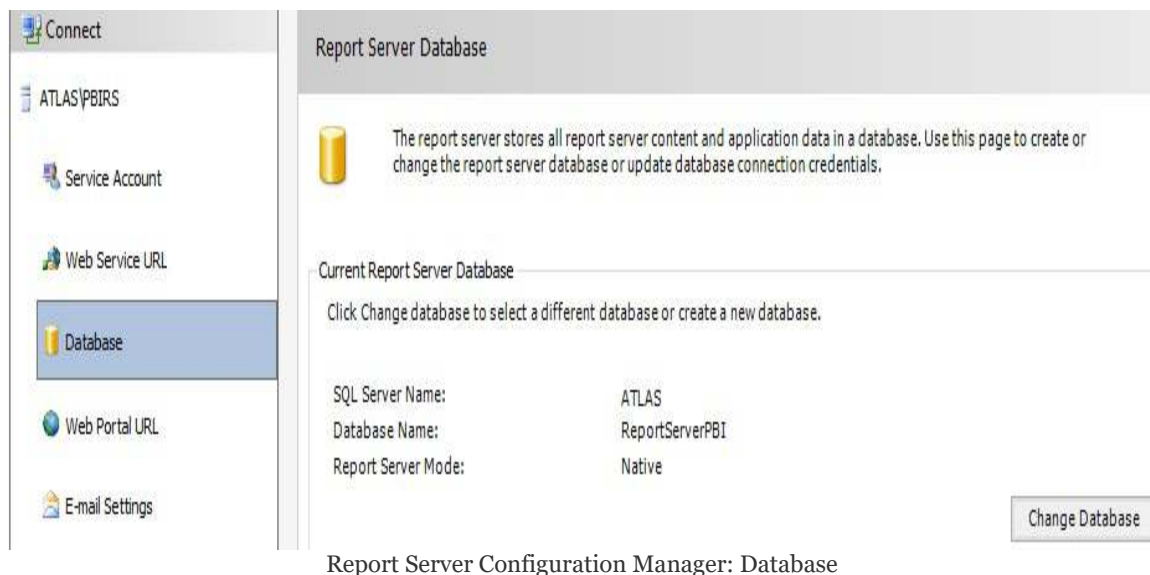 Connect
ATLAS\PBIRS
Service Account
Web Service URL
Database
Web Portal URL
E-mail Settings
Report Server Database
The report server stores all report server content and application data in a database. Use this page to create or
change the report server database or update database connection credentials.
Current Report Server Database
Click Change database to select a different database or create a new database.
SQL Server Name: ATLAS
Database Name: ReportServerPBI
Report Server Mode: Native
Change Database
Report Server Configuration Manager: Database